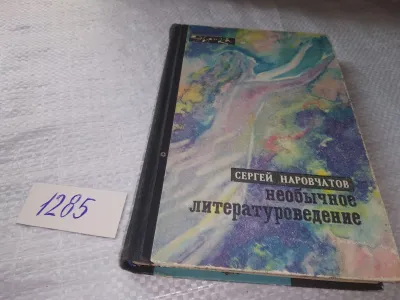 СЕРГЕЙ НАРОВЧАТОВ
необычное
литературоведение
1285